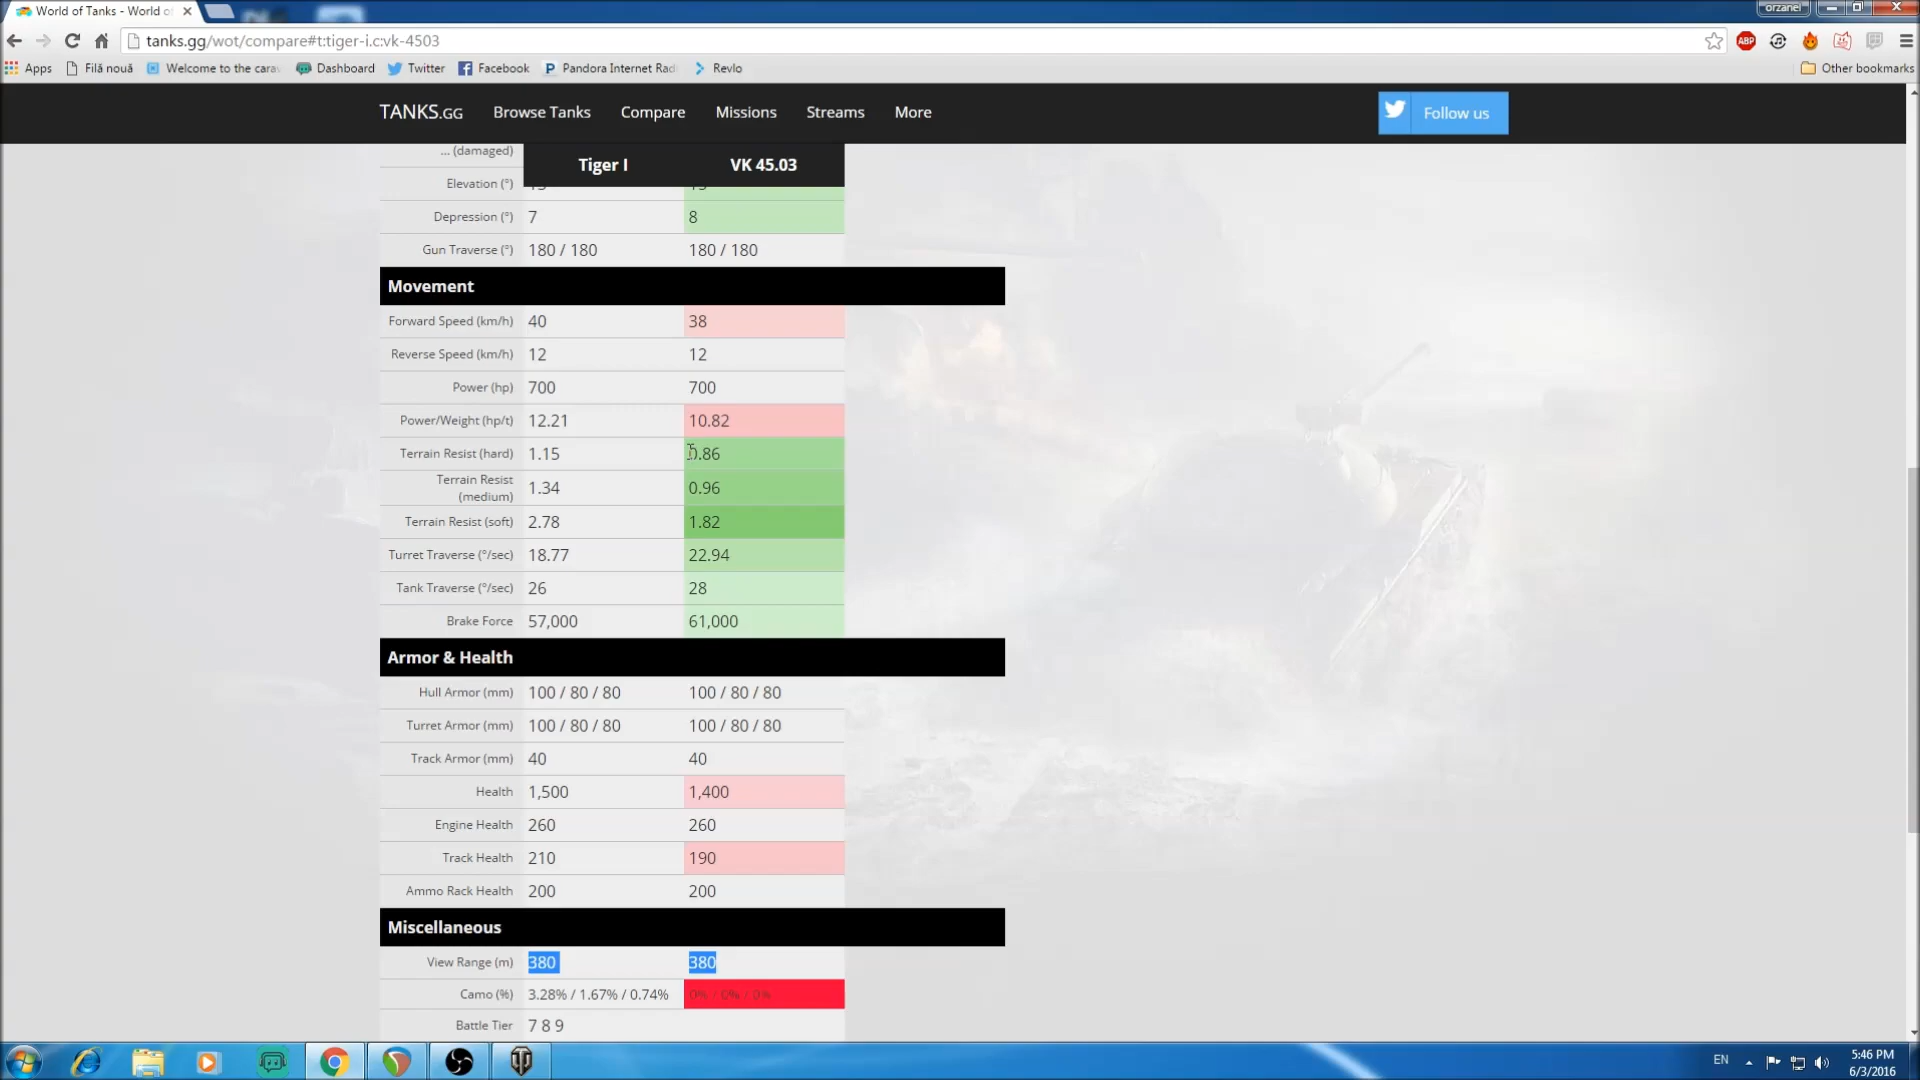 World of Tanks - World o
orzanel
tanks.gg/wot/compare#t:tiger-i.c:vk-4503
ABP
Apps Filă nouă Welcome to the carav Dashboard Twitter Facebook Pandora Internet Rad Revlo Other bookmarks
TANKS.GG Browse Tanks Compare Missions Streams More Follow us
... (damaged) Tiger I VK 45.03
Elevation (°)
Depression (°) 7 8
Gun Traverse (°) 180 / 180 180 / 180
Movement
Forward Speed (km/h) 40 38
Reverse Speed (km/h) 12 12
Power (hp) 700 700
Power/Weight (hp/t) 12.21 10.82
Terrain Resist (hard) 1.15 0.86
Terrain Resist
(medium) 1.34 0.96
Terrain Resist (soft) 2.78 1.82
Turret Traverse (°/sec) 18.77 22.94
Tank Traverse (°/sec) 26 28
Brake Force 57,000 61,000
Armor & Health
Hull Armor (mm) 100 / 80 / 80 100 / 80 / 80
Turret Armor (mm) 100 / 80 / 80 100 / 80 / 80
Track Armor (mm) 40 40
Health 1,500 1,400
Engine Health 260 260
Track Health 210 190
Ammo Rack Health 200 200
Miscellaneous
View Range (m) 380 380
Camo (%) 3.28% / 1.67% / 0.74% 0% / 0% / 0%
Battle Tier 7 8 9
EN
5:46 PM
6/3/2016